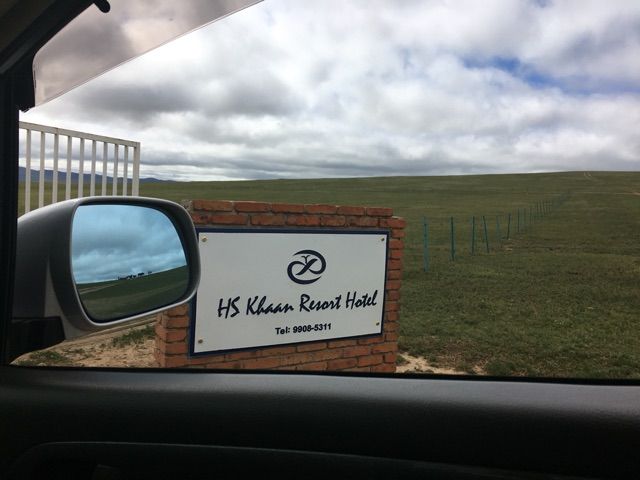 HS Khaan Resort Hotel
Tel: 9908-5311